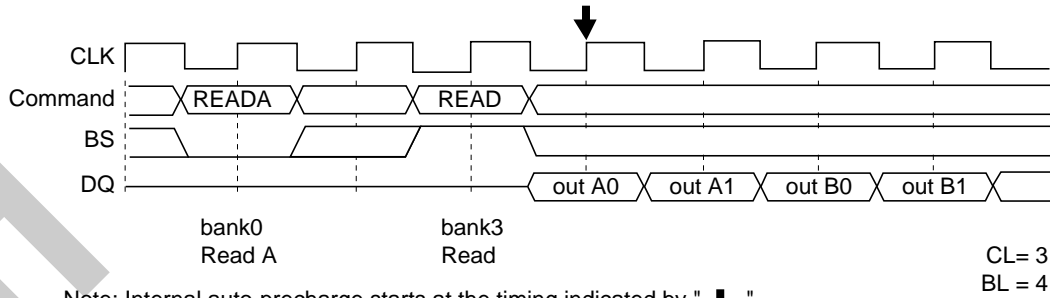 CLK
Command READA READ
BS
DQ out A0 out A1 out B0 out B1
bank0 bank3
Read A Read CL= 3
BL = 4
Note: Internal auto-precharge starts at the timing indicated by " ".